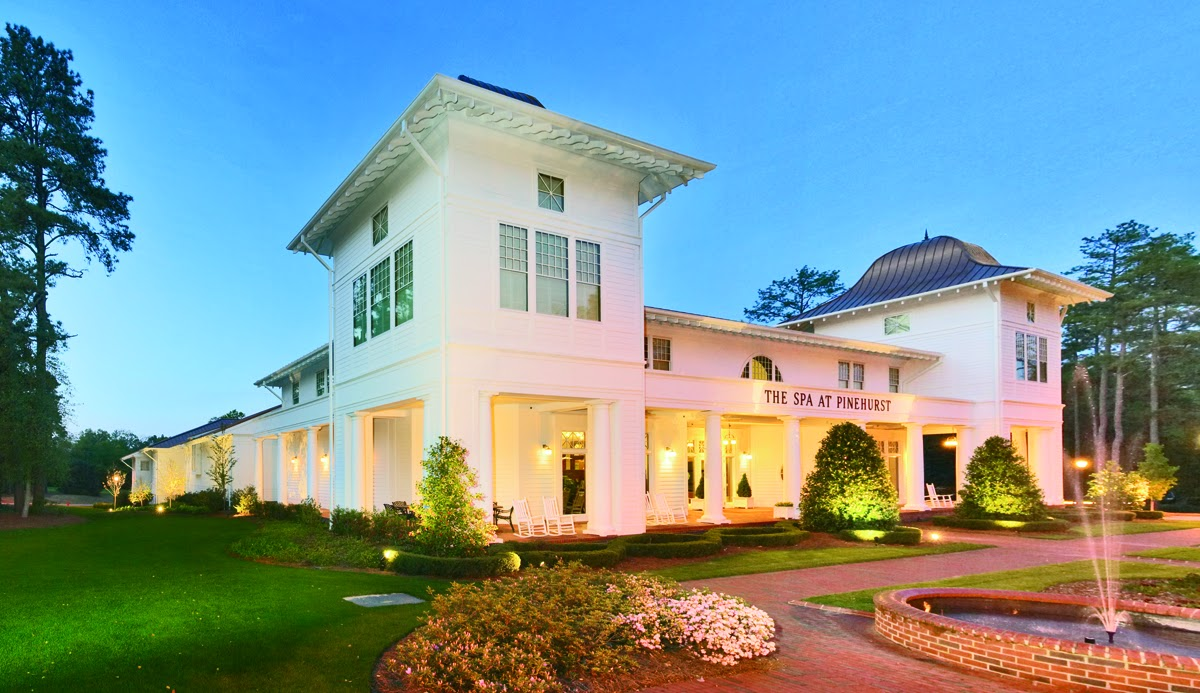 THE SPA AT PINEHURST